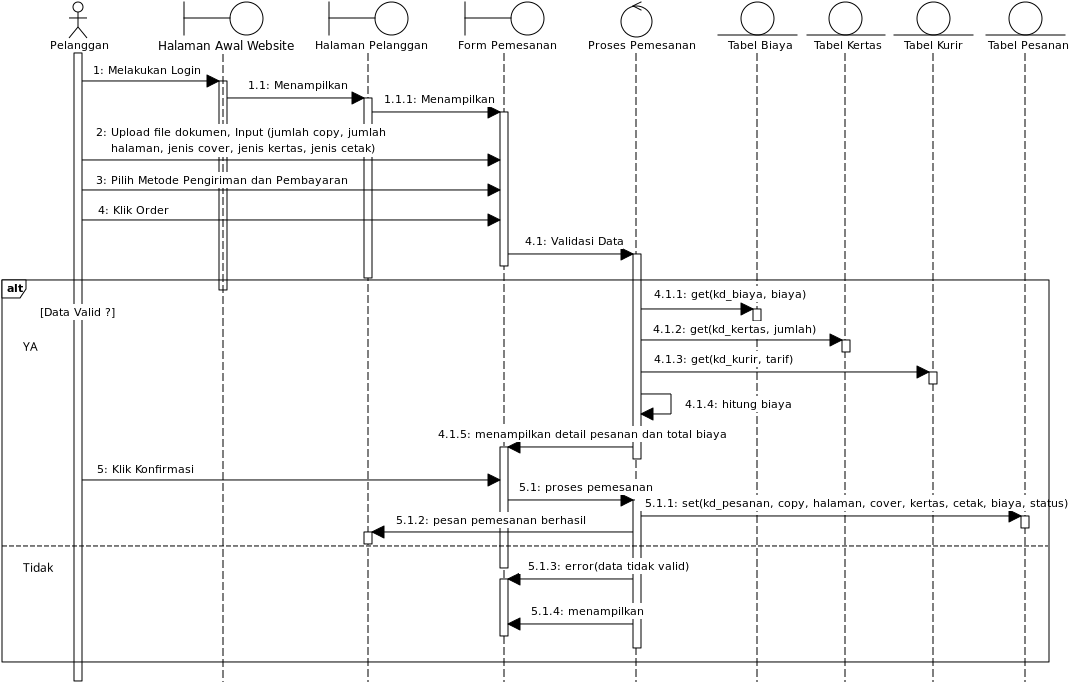 Pelanggan
Halaman Awal Website
Halaman Pelanggan
Form Pemesanan
Proses Pemesanan
Tabel Biaya
Tabel Kertas
Tabel Kurir
Tabel Pesanan
1: Melakukan Login
1.1: Menampilkan
1.1.1: Menampilkan
2: Upload file dokumen, Input (jumlah copy, jumlah
halaman, jenis cover, jenis kertas, jenis cetak)
3: Pilih Metode Pengiriman dan Pembayaran
4: Klik Order
4.1: Validasi Data
alt
[Data Valid ?]
YA
4.1.1: get(kd_biaya, biaya)
4.1.2: get(kd_kertas, jumlah)
4.1.3: get(kd_kurir, tarif)
4.1.4: hitung biaya
4.1.5: menampilkan detail pesanan dan total biaya
5: Klik Konfirmasi
5.1: proses pemesanan
5.1.1: set(kd_pesanan, copy, halaman, cover, kertas, cetak, biaya, status)
5.1.2: pesan pemesanan berhasil
Tidak
5.1.3: error(data tidak valid)
5.1.4: menampilkan